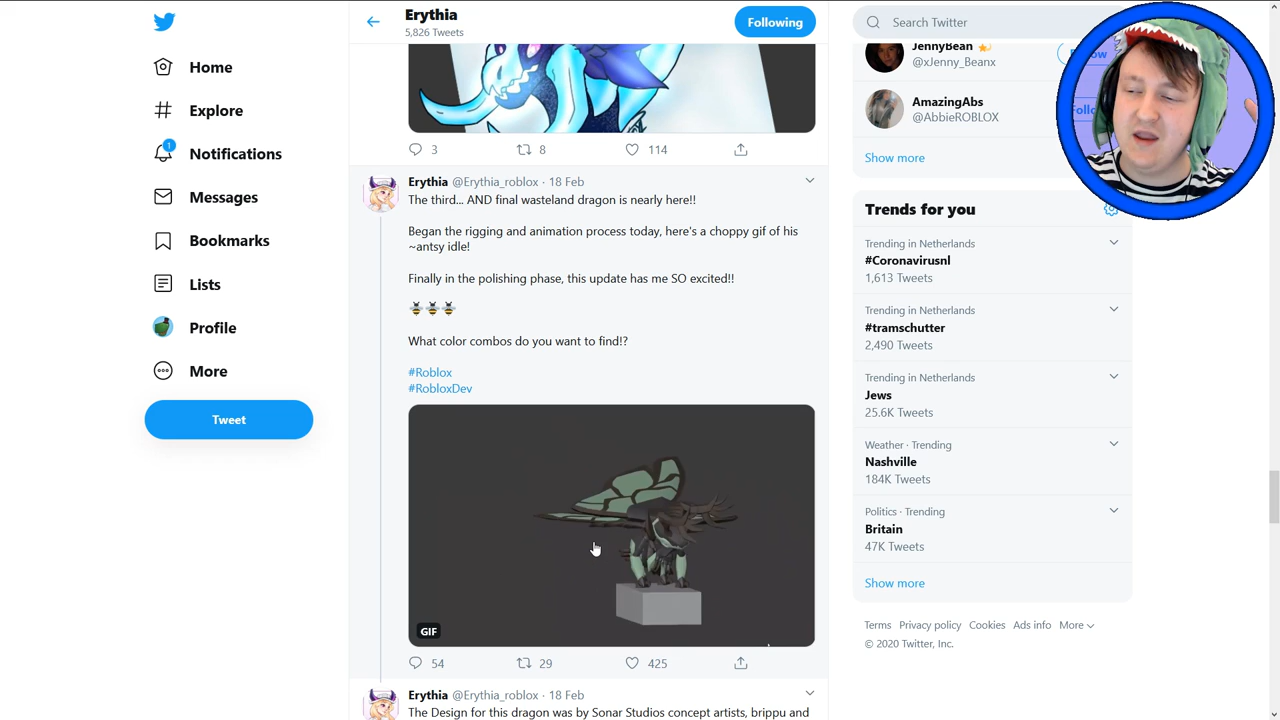 Home
Explore
1
Notifications
Messages
Bookmarks
Lists
Profile
More
Tweet
Erythia
5,826 Tweets
Following
3 8 114
Erythia @Erythia_roblox · 18 Feb
The third... AND final wasteland dragon is nearly here!!
Began the rigging and animation process today, here's a choppy gif of his
~antsy idle!
Finally in the polishing phase, this update has me SO excited!!
🐝🐝🐝
What color combos do you want to find!?
#Roblox
#RobloxDev
GIF
54 29 425
Erythia @Erythia_roblox · 18 Feb
The Design for this dragon was by Sonar Studios concept artists, brippu and
Search Twitter
JennyBean
@xJenny_Beanx
AmazingAbs
@AbbieROBLOX
Show more
Trends for you
Trending in Netherlands
#Coronavirusnl
1,613 Tweets
Trending in Netherlands
#tramschutter
2,490 Tweets
Trending in Netherlands
Jews
25.6K Tweets
Weather · Trending
Nashville
184K Tweets
Politics · Trending
Britain
47K Tweets
Show more
Terms Privacy policy Cookies Ads info More
© 2020 Twitter, Inc.